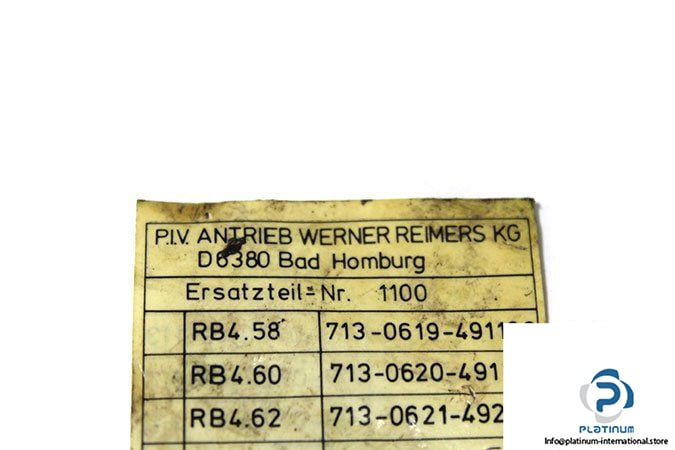 P.I.V. ANTRIEB WERNER REIMERS KG
D6380 Bad Homburg
Ersatzteil-Nr. 1100
RB4.58 713-0619-491
RB4.60 713-0620-491
RB4.62 713-0621-492
PLATINUM
Info@platinum-international.store